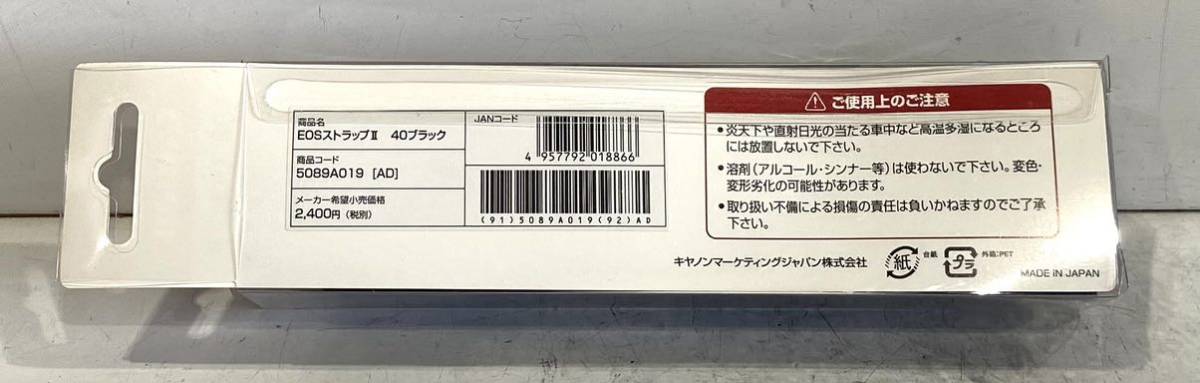 商品名
EOSストラップⅡ 40ブラック
商品コード
5089A019 [AD]
メーカー希望小売価格
2,400円(税別)
JANコード
4 957792 018866
(91)5089A019(92)AD
ご使用上のご注意
•炎天下や直射日光の当たる車中など高温多湿になるところ
には放置しないで下さい。
•溶剤(アルコール・シンナー等)は使わないで下さい。変色・
変形劣化の可能性があります。
•取り扱い不備による損傷の責任は負いかねますのでご了承
下さい。
キヤノンマーケティングジャパン株式会社
紙
台紙
プラ
外箱:PET
MADE IN JAPAN